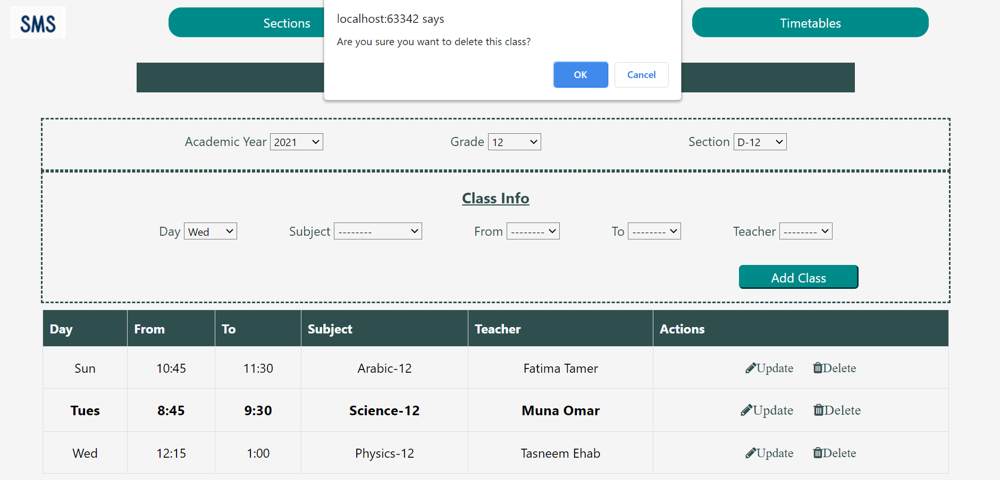 SMS
Sections
Timetables
localhost:63342 says
Are you sure you want to delete this class?
OK Cancel
Academic Year 2021 Grade 12 Section D-12
Class Info
Day Wed Subject -------- From -------- To -------- Teacher --------
Add Class
Day From To Subject Teacher Actions
Sun 10:45 11:30 Arabic-12 Fatima Tamer Update Delete
Tues 8:45 9:30 Science-12 Muna Omar Update Delete
Wed 12:15 1:00 Physics-12 Tasneem Ehab Update Delete